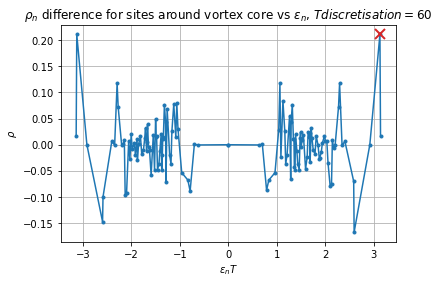 ρₙ difference for sites around vortex core vs εₙ, Tdiscretisation = 60
0.20
0.15
0.10
0.05
0.00
−0.05
−0.10
−0.15
ρ
−3 −2 −1 0 1 2 3
εₙT